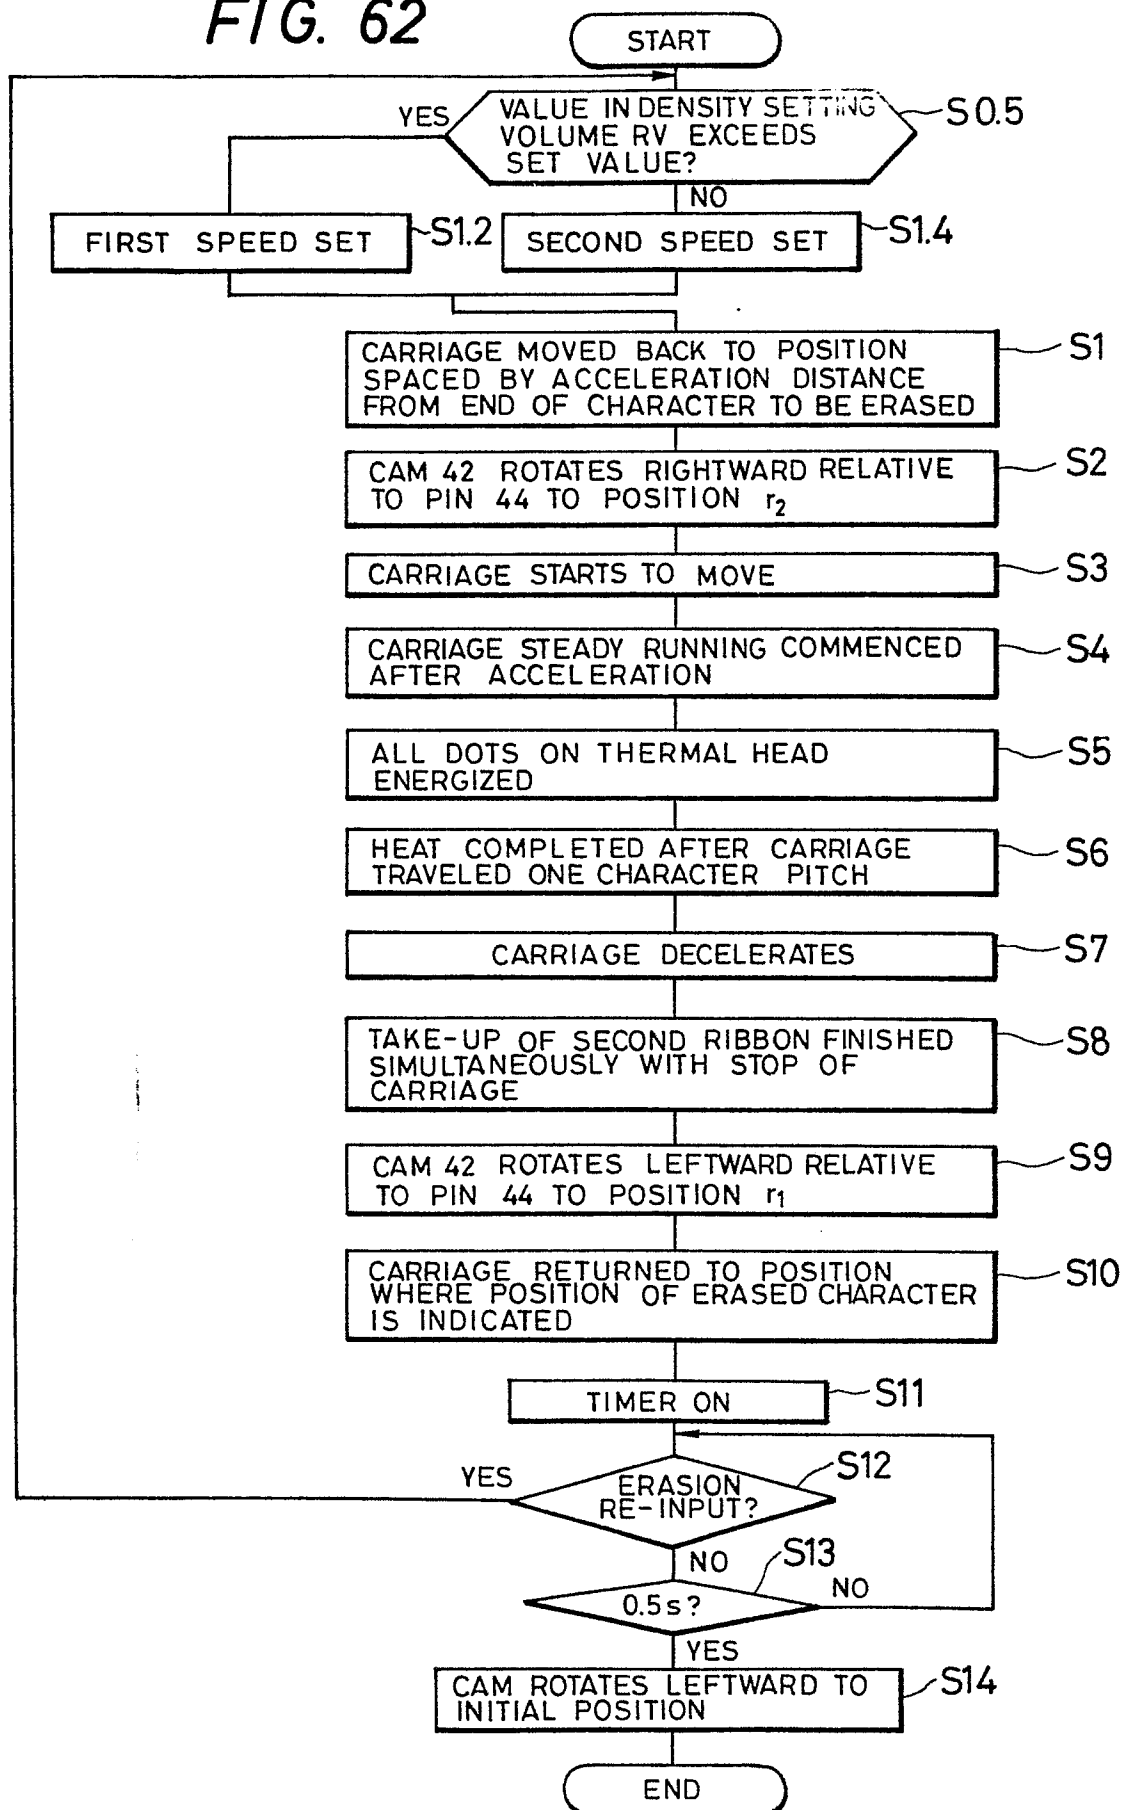 FIG. 62
START
YES
VALUE IN DENSITY SETTING
VOLUME RV EXCEEDS
SET VALUE?
S0.5
NO
FIRST SPEED SET
S1.2
SECOND SPEED SET
S1.4
CARRIAGE MOVED BACK TO POSITION
SPACED BY ACCELERATION DISTANCE
FROM END OF CHARACTER TO BE ERASED
S1
CAM 42 ROTATES RIGHTWARD RELATIVE
TO PIN 44 TO POSITION r2
S2
CARRIAGE STARTS TO MOVE
S3
CARRIAGE STEADY RUNNING COMMENCED
AFTER ACCELERATION
S4
ALL DOTS ON THERMAL HEAD
ENERGIZED
S5
HEAT COMPLETED AFTER CARRIAGE
TRAVELED ONE CHARACTER PITCH
S6
CARRIAGE DECELERATES
S7
TAKE-UP OF SECOND RIBBON FINISHED
SIMULTANEOUSLY WITH STOP OF
CARRIAGE
S8
CAM 42 ROTATES LEFTWARD RELATIVE
TO PIN 44 TO POSITION r1
S9
CARRIAGE RETURNED TO POSITION
WHERE POSITION OF ERASED CHARACTER
IS INDICATED
S10
TIMER ON
S11
YES
ERASION
RE-INPUT?
S12
NO
S13
0.5s?
NO
YES
CAM ROTATES LEFTWARD TO
INITIAL POSITION
S14
END